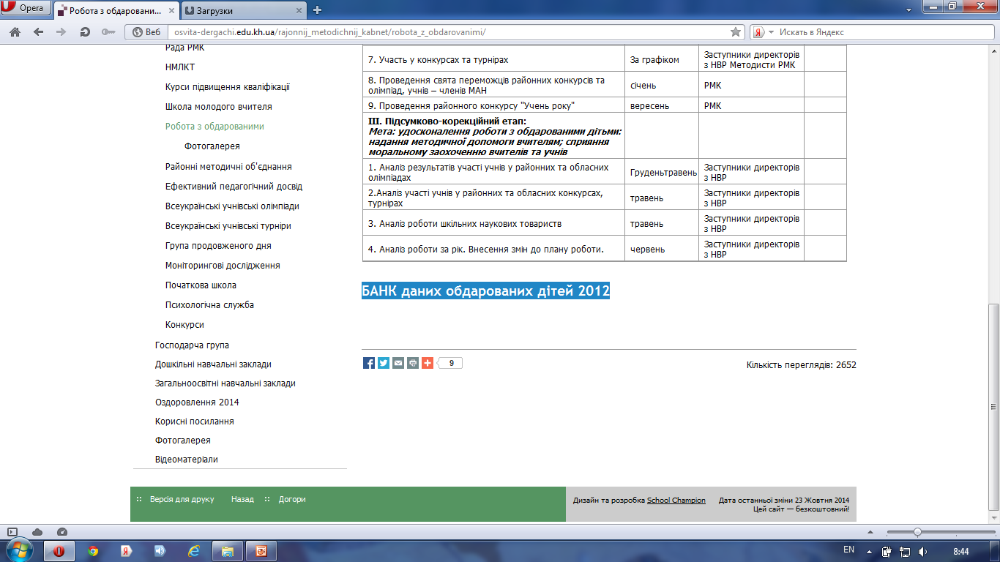 Opera
Робота з обдаровани...
Загрузки
Веб
osvita-dergachi.edu.kh.ua/rajonnij_metodichnij_kabnet/robota_z_obdarovanimi/
Искать в Яндекс
Рада РМК
НМЛКТ
Курси підвищення кваліфікації
Школа молодого вчителя
Робота з обдарованими
Фотогалерея
Районні методичні об'єднання
Ефективний педагогічний досвід
Всеукраїнські учнівські олімпіади
Всеукраїнські учнівські турніри
Група продовженого дня
Моніторингові дослідження
Початкова школа
Психологічна служба
Конкурси
Господарча група
Дошкільні навчальні заклади
Загальноосвітні навчальні заклади
Оздоровлення 2014
Корисні посилання
Фотогалерея
Відеоматеріали
7. Участь у конкурсах та турнірах
За графіком
Заступники директорів
з НВР Методисти РМК
8. Проведення свята переможців районних конкурсів та
олімпіад, учнів – членів МАН
січень
РМК
9. Проведення районного конкурсу "Учень року"
вересень
РМК
ІІІ. Підсумково-корекційний етап:
Мета: удосконалення роботи з обдарованими дітьми:
надання методичної допомоги вчителям; сприяння
моральному заохоченню вчителів та учнів
1. Аналіз результатів участі учнів у районних та обласних
олімпіадах
Груденьтравень
Заступники директорів
з НВР
2.Аналіз участі учнів у районних та обласних конкурсах,
турнірах
травень
Заступники директорів
з НВР
3. Аналіз роботи шкільних наукових товариств
травень
Заступники директорів
з НВР
4. Аналіз роботи за рік. Внесення змін до плану роботи.
червень
Заступники директорів
з НВР
БАНК даних обдарованих дітей 2012
9
Кількість переглядів: 2652
Версія для друку
Назад
Догори
Дизайн та розробка School Champion
Дата останньої зміни 23 Жовтня 2014
Цей сайт — безкоштовний!
EN
8:44